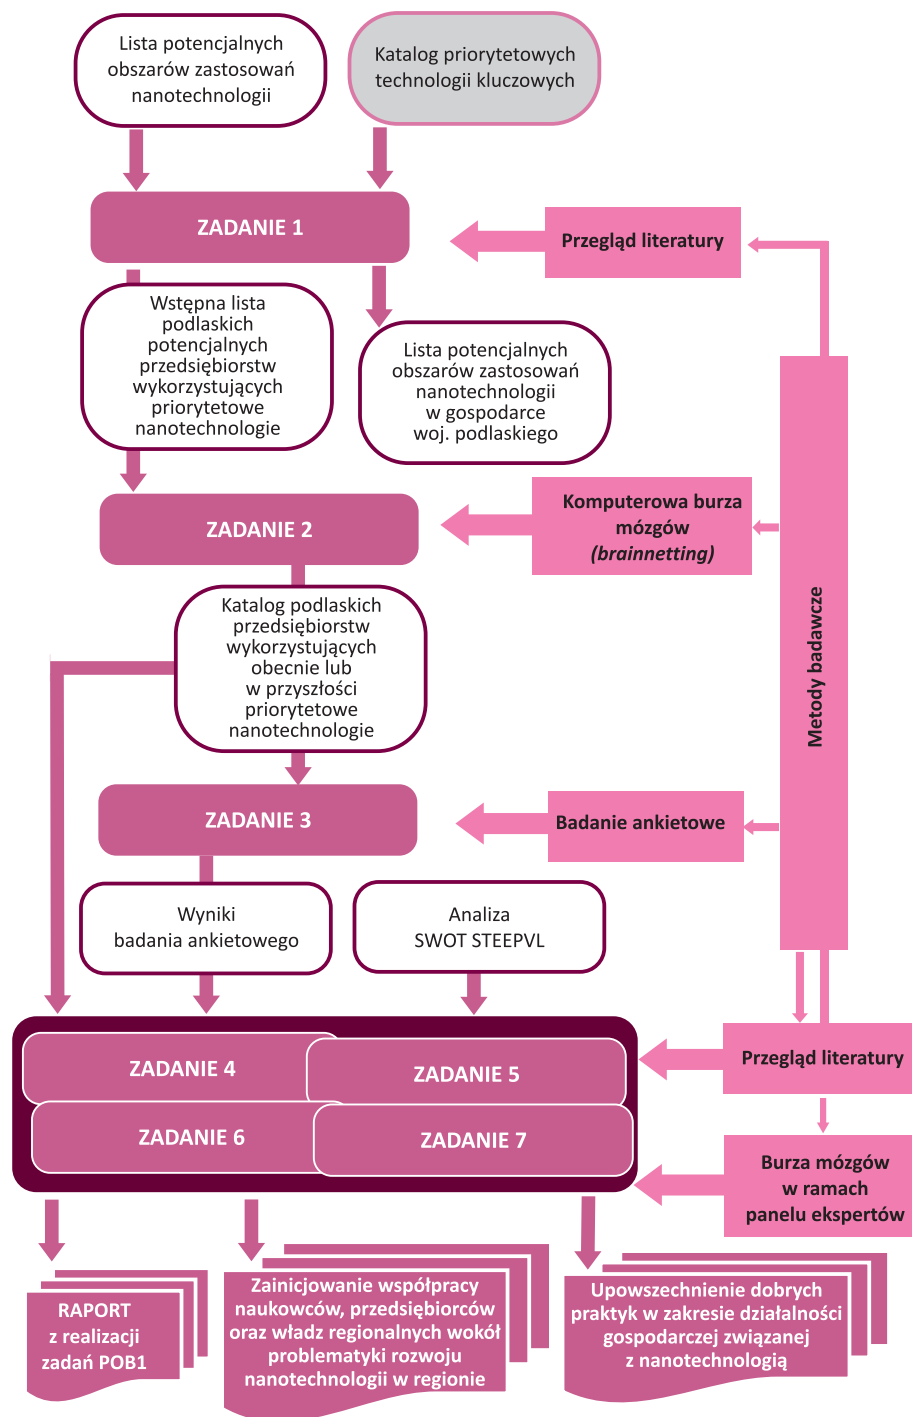 Lista potencjalnych
obszarów zastosowań
nanotechnologii
Katalog priorytetowych
technologii kluczowych
ZADANIE 1
Przegląd literatury
Wstępna lista
podlaskich
potencjalnych
przedsiębiorstw
wykorzystujących
priorytetowe
nanotechnologie
Lista potencjalnych
obszarów zastosowań
nanotechnologii
w gospodarce
woj. podlaskiego
ZADANIE 2
Komputerowa burza
mózgów
(brainnetting)
Metody badawcze
Katalog podlaskich
przedsiębiorstw
wykorzystujących
obecnie lub
w przyszłości
priorytetowe
nanotechnologie
ZADANIE 3
Badanie ankietowe
Wyniki
badania ankietowego
Analiza
SWOT STEEPVL
ZADANIE 4
ZADANIE 5
ZADANIE 6
ZADANIE 7
Przegląd literatury
Burza mózgów
w ramach
panelu ekspertów
RAPORT
z realizacji
zadań POB1
Zainicjowanie współpracy
naukowców, przedsiębiorców
oraz władz regionalnych wokół
problematyki rozwoju
nanotechnologii w regionie
Upowszechnienie dobrych
praktyk w zakresie działalności
gospodarczej związanej
z nanotechnologią